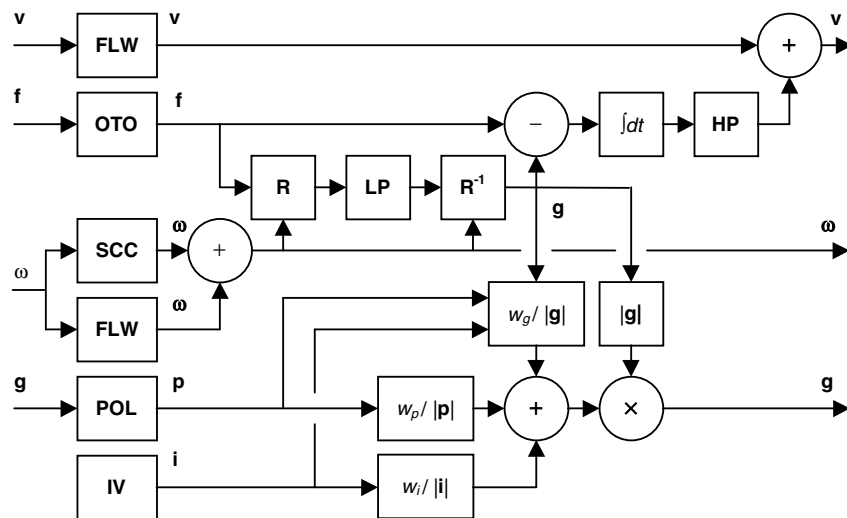 v FLW v + v
f OTO f − ∫dt HP
R LP R⁻¹
g
ω SCC ω + ω
FLW ω
w_g / |g| |g|
g POL p w_p / |p| + × g
IV i w_i / |i|